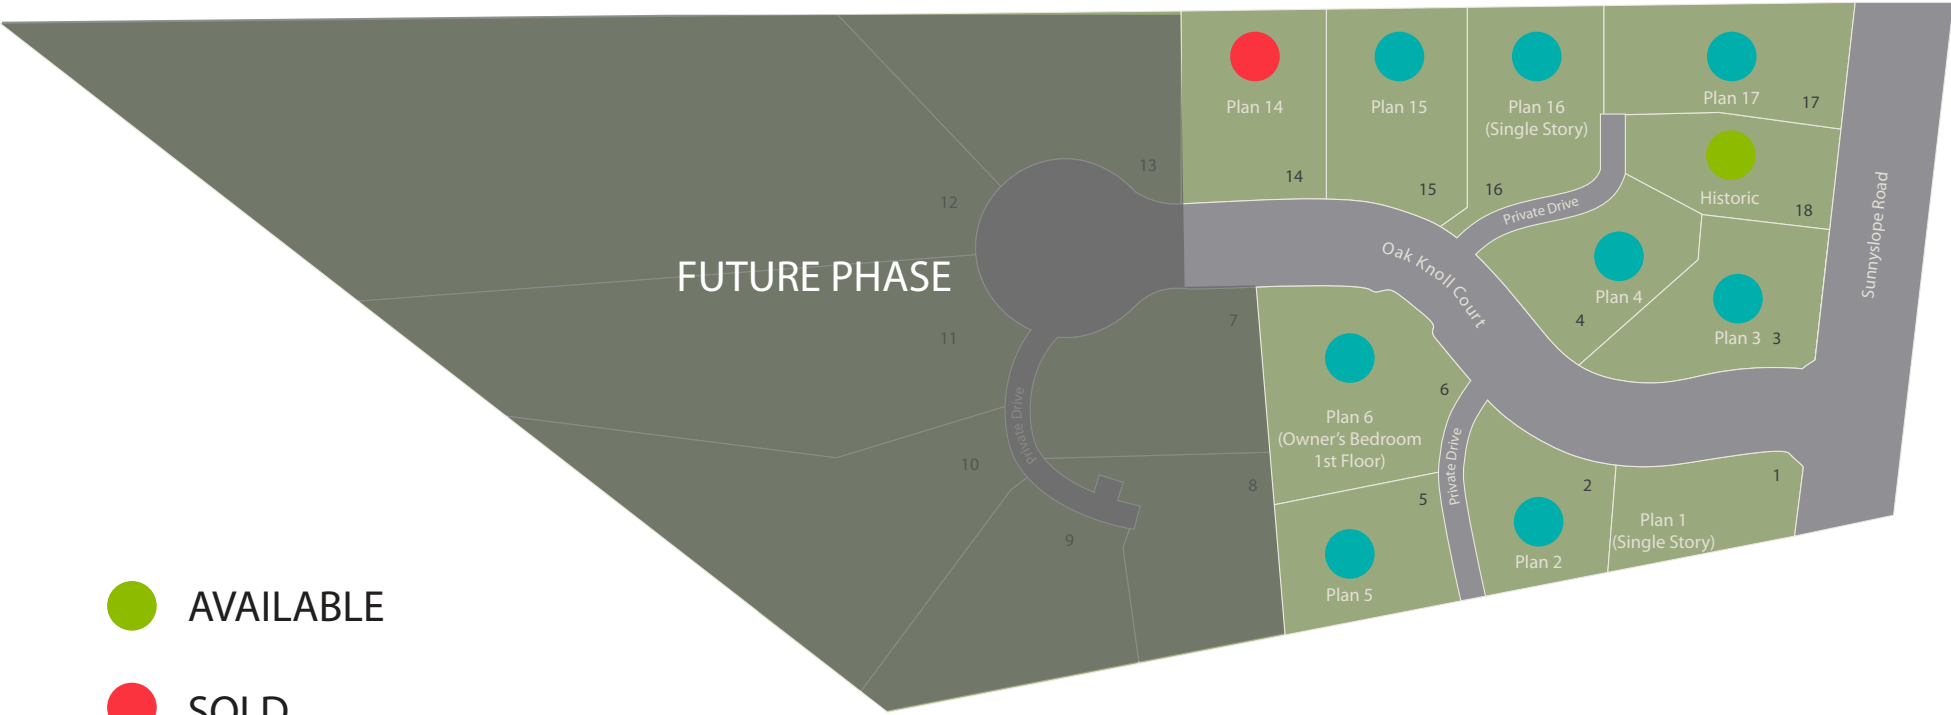 Plan 14
14
Plan 15
15
Plan 16
(Single Story)
16
Plan 17
17
Historic
18
13
12
FUTURE PHASE
11
10
9
8
7
Private Drive
Private Drive
Oak Knoll Court
Sunnyslope Road
Plan 4
4
Plan 3
3
Plan 6
(Owner’s Bedroom
1st Floor)
6
Private Drive
5
Plan 5
2
Plan 2
1
Plan 1
(Single Story)
AVAILABLE
SOLD